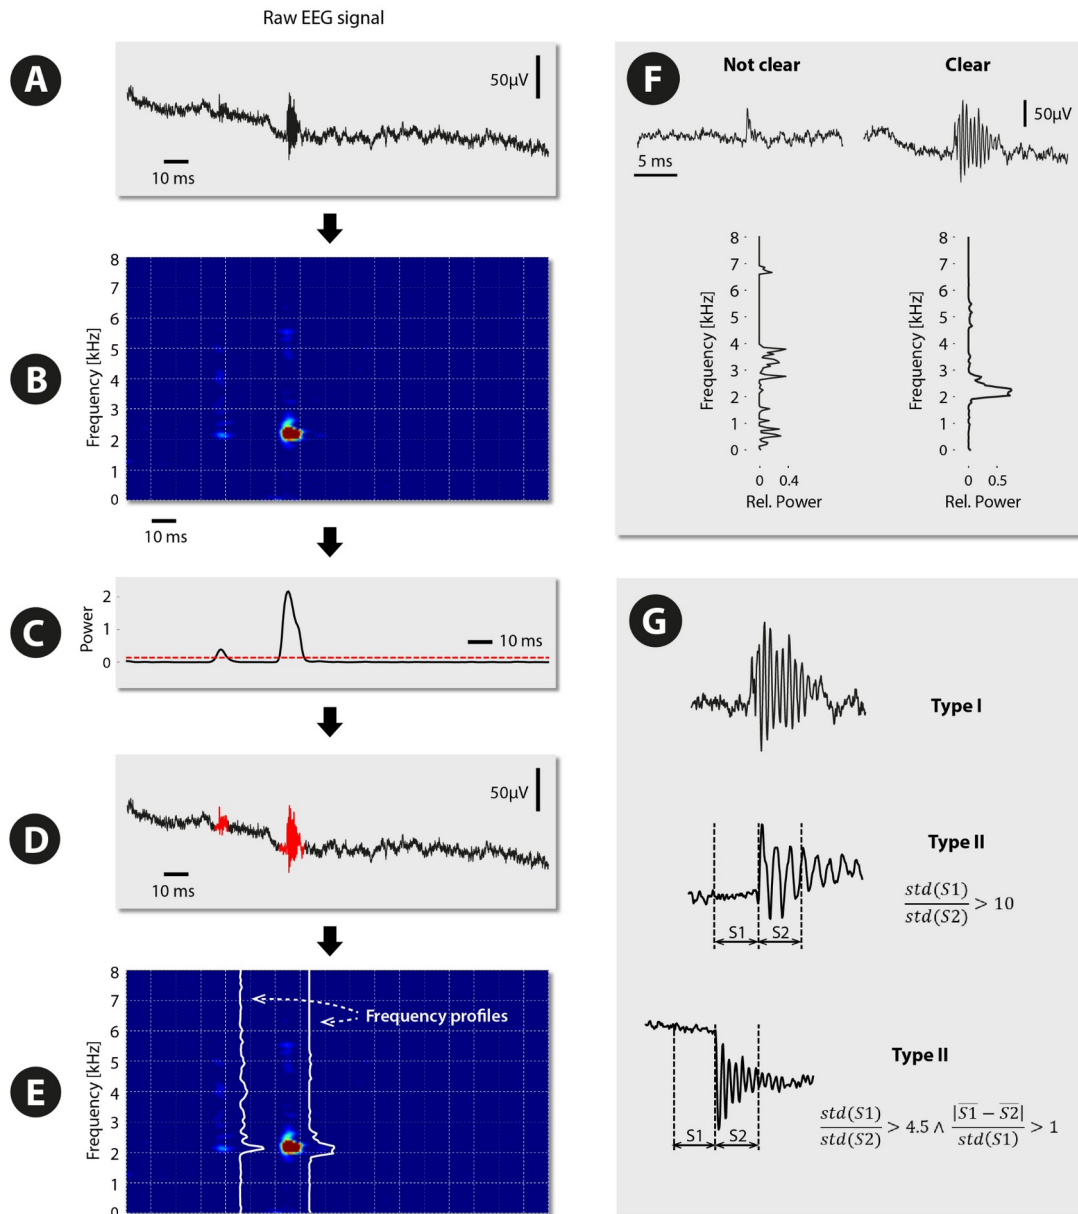 Raw EEG signal
A
50µV
10 ms
B
Frequency [kHz]
8
7
6
5
4
3
2
1
0
10 ms
C
Power
2
1
0
10 ms
D
50µV
10 ms
E
Frequency [kHz]
8
7
6
5
4
3
2
1
0
Frequency profiles
F
Not clear
Clear
50µV
5 ms
Frequency [kHz]
8
7
6
5
4
3
2
1
0
0 0.4
Rel. Power
Frequency [kHz]
8
7
6
5
4
3
2
1
0
0 0.5
Rel. Power
G
Type I
Type II
S1 S2
std(S1)/std(S2) > 10
Type II
S1 S2
std(S1)/std(S2) > 4.5 ∧ |S̅1̅ − S̅2̅|/std(S1) > 1